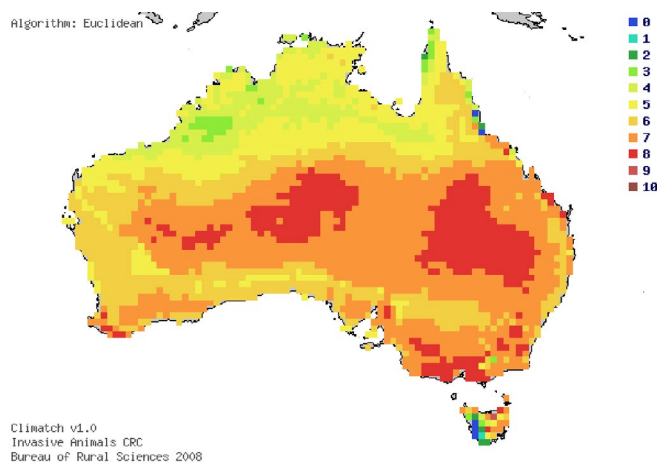 Algorithm: Euclidean
0
1
2
3
4
5
6
7
8
9
10
Climatch v1.0
Invasive Animals CRC
Bureau of Rural Sciences 2008